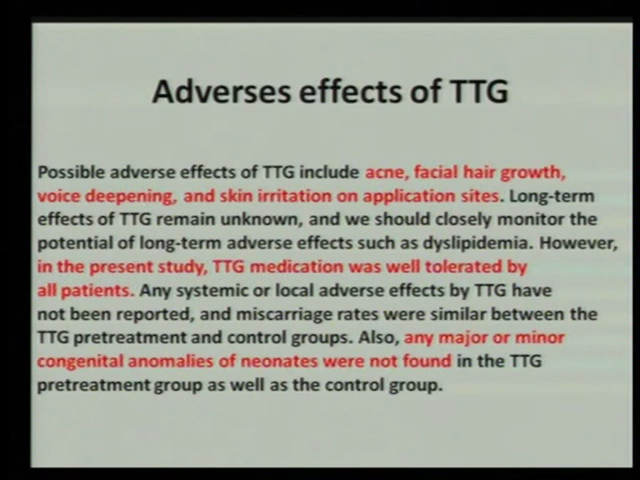 Adverses effects of TTG
Possible adverse effects of TTG include acne, facial hair growth,
voice deepening, and skin irritation on application sites. Long-term
effects of TTG remain unknown, and we should closely monitor the
potential of long-term adverse effects such as dyslipidemia. However,
in the present study, TTG medication was well tolerated by
all patients. Any systemic or local adverse effects by TTG have
not been reported, and miscarriage rates were similar between the
TTG pretreatment and control groups. Also, any major or minor
congenital anomalies of neonates were not found in the TTG
pretreatment group as well as the control group.